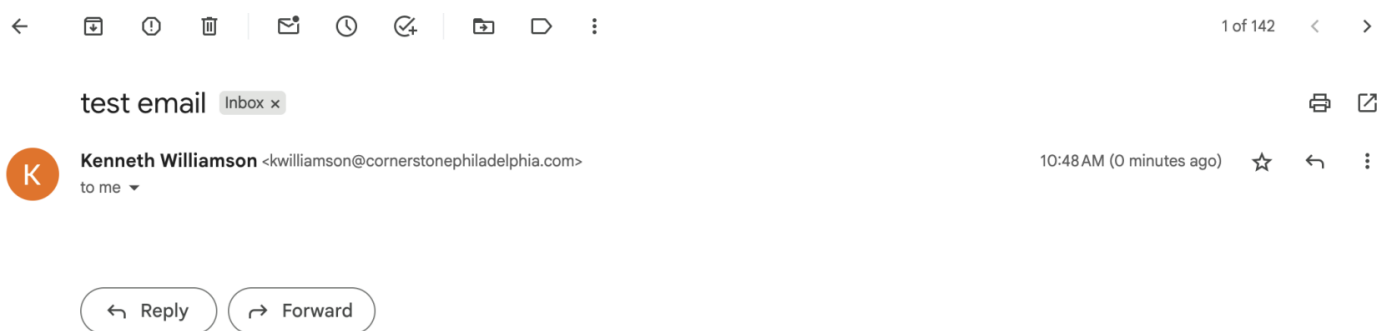 1 of 142
test email Inbox ×
Kenneth Williamson <kwilliamson@cornerstonephiladelphia.com> 10:48 AM (0 minutes ago)
K
to me
Reply Forward